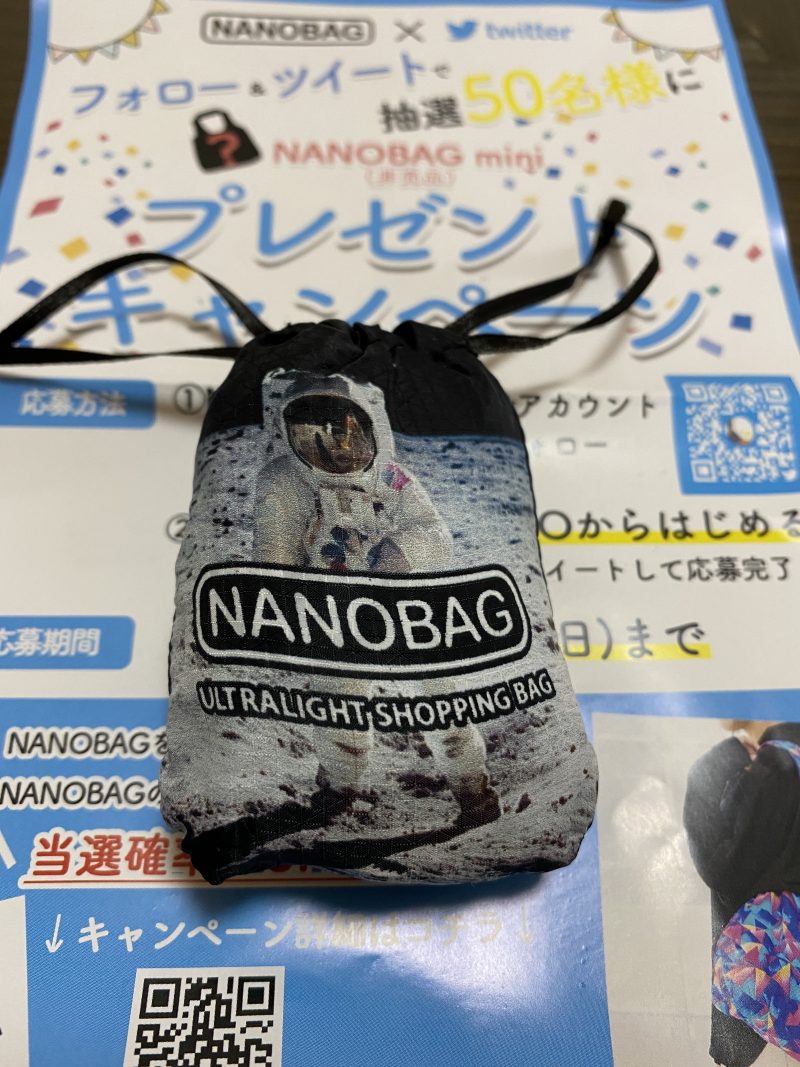 NANOBAG × twitter
フォロー&ツイートで
抽選50名様に
? NANOBAG mini
(非売品)
プレゼント
キャンペーン
応募方法
①
アカウント
ロー
②
〇からはじめる
イートして応募完了
応募期間
日)まで
NANOBAG
ULTRALIGHT SHOPPING BAG
NANOBAGを
NANOBAGの
当選確率
↓キャンペーン詳細はコチラ↓